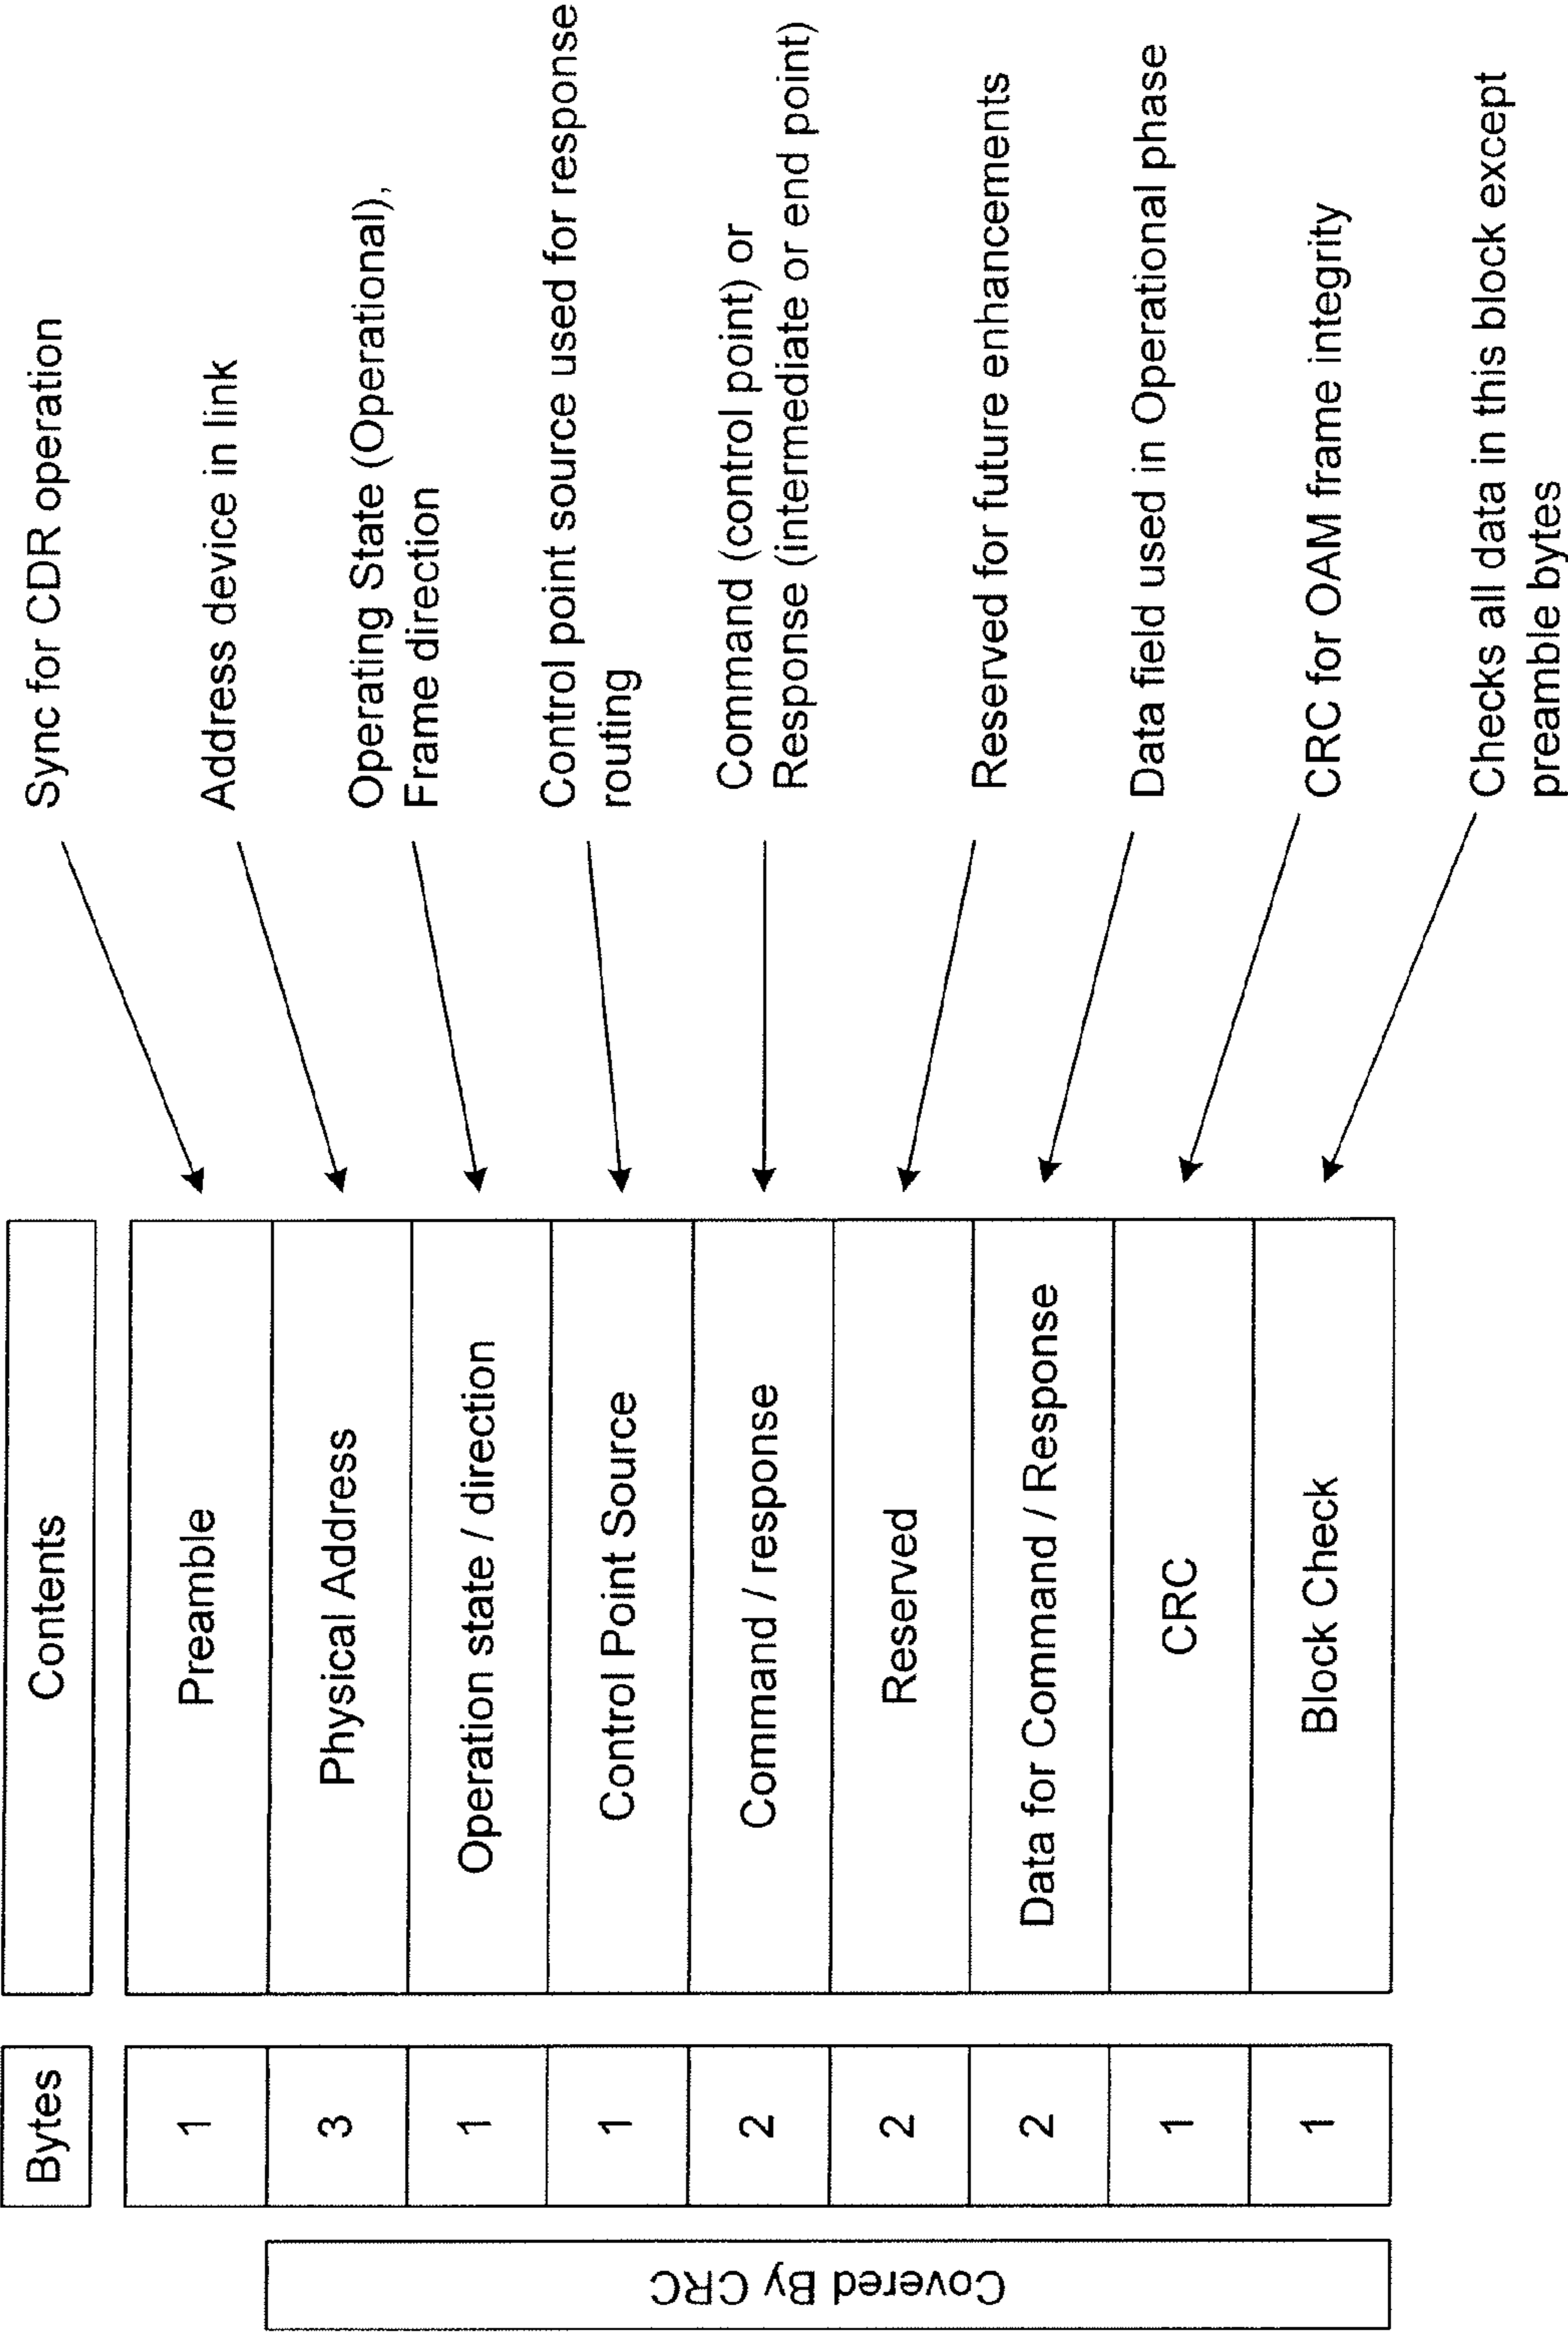 Bytes
Contents
1
Preamble
Sync for CDR operation
3
Physical Address
Address device in link
1
Operation state / direction
Operating State (Operational),
Frame direction
1
Control Point Source
Control point source used for response
routing
2
Command / response
Command (control point) or
Response (intermediate or end point)
2
Reserved
Reserved for future enhancements
2
Data for Command / Response
Data field used in Operational phase
1
CRC
CRC for OAM frame integrity
1
Block Check
Checks all data in this block except
preamble bytes
Covered By CRC